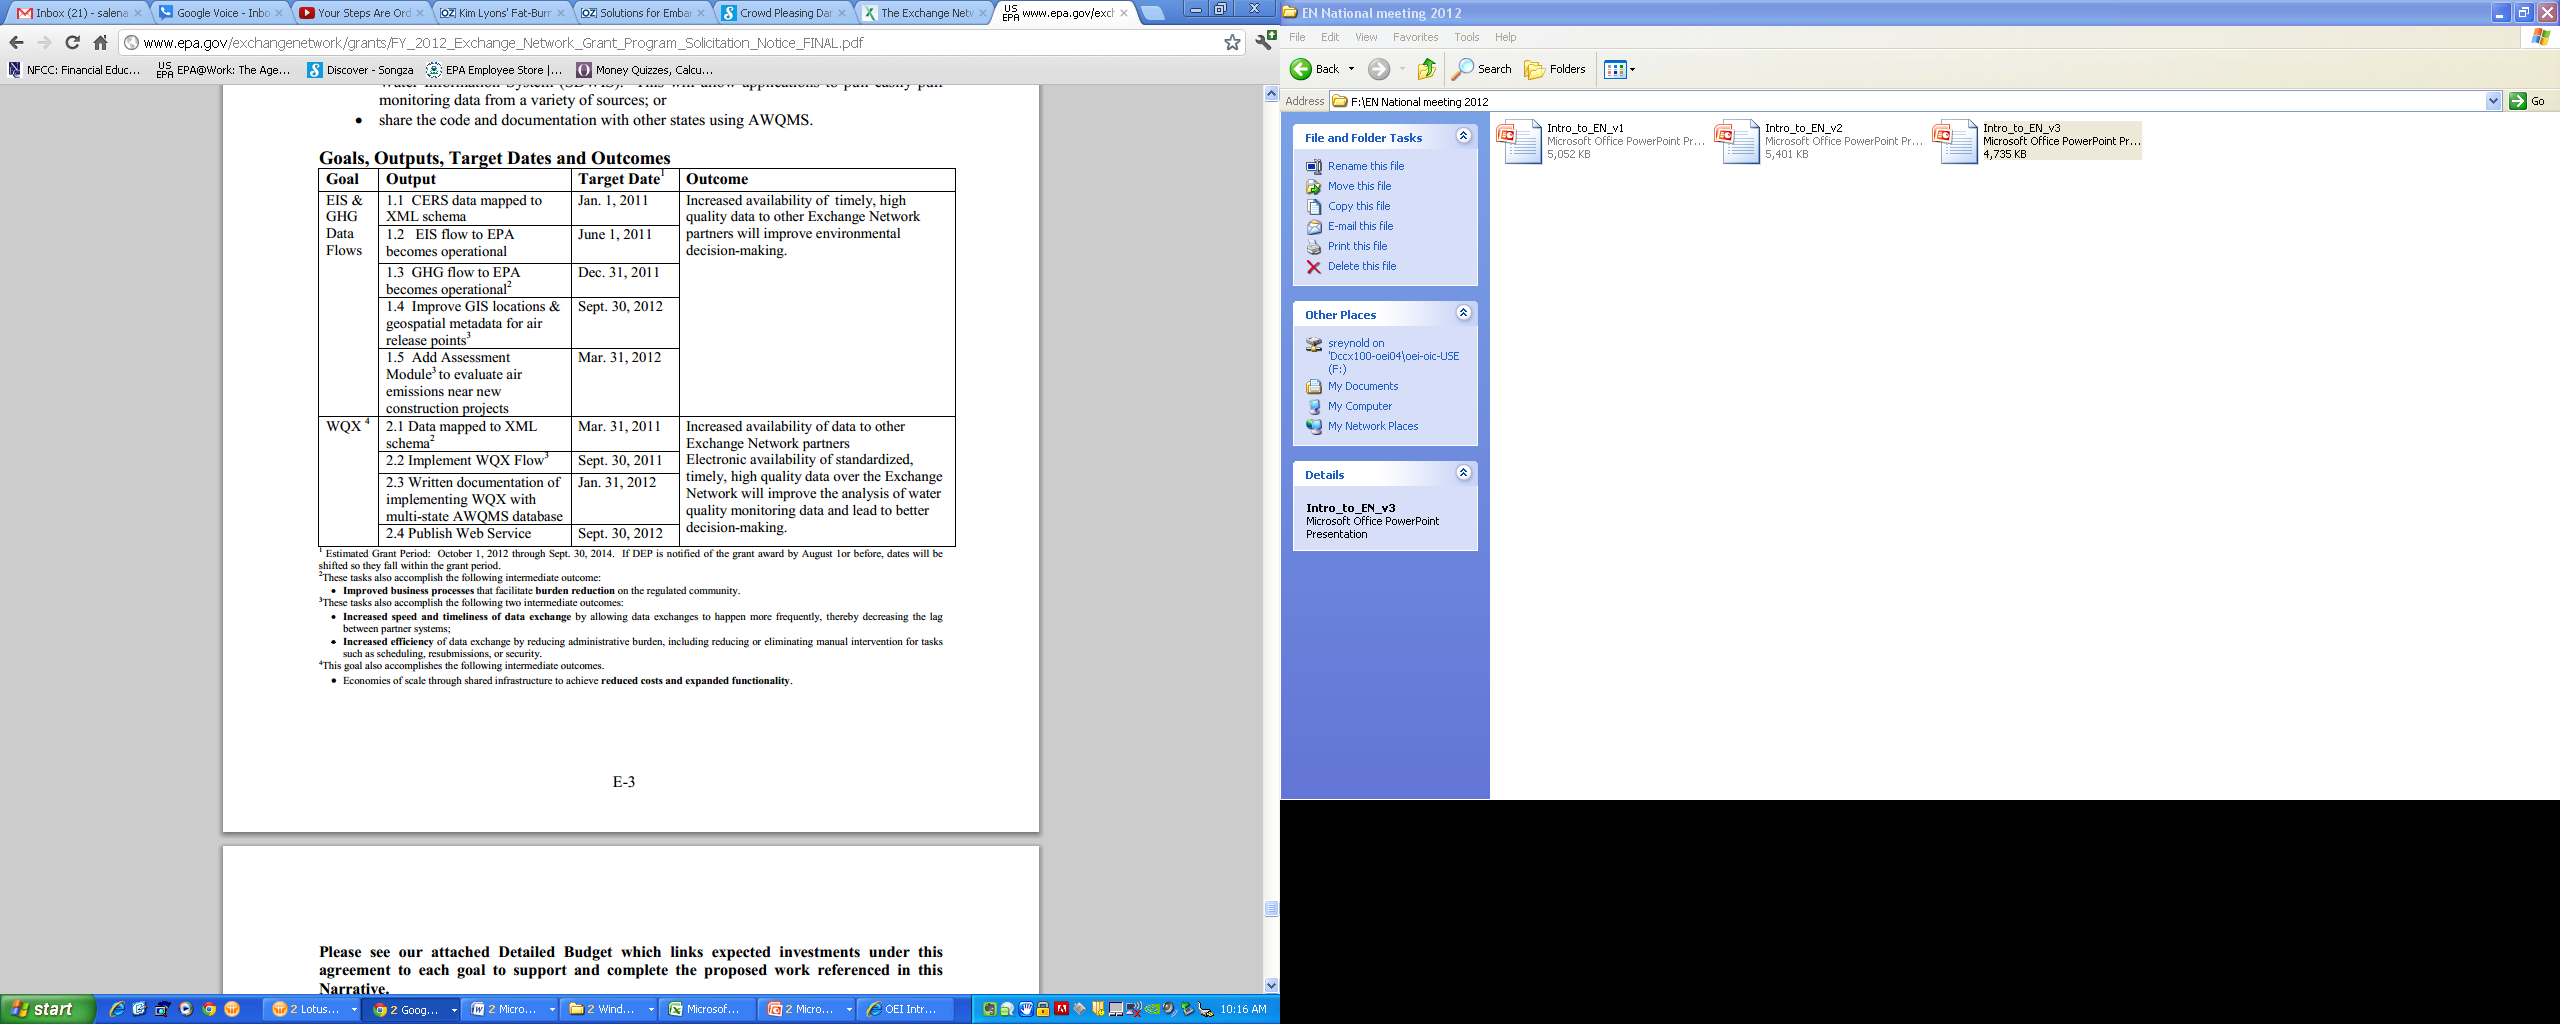 Inbox (21) - salena
Google Voice - Inbo
Your Steps Are Ord
OZ Kim Lyons' Fat-Burr
OZ Solutions for Emba
Crowd Pleasing Dar
The Exchange Netw
US EPA www.epa.gov/exch
www.epa.gov/exchangenetwork/grants/FY_2012_Exchange_Network_Grant_Program_Solicitation_Notice_FINAL.pdf
NFCC: Financial Educ...
US EPA EPA@Work: The Age...
Discover - Songza
EPA Employee Store |...
Money Quizzes, Calcu...
monitoring data from a variety of sources; or
• share the code and documentation with other states using AWQMS.
Goals, Outputs, Target Dates and Outcomes
Goal Output Target Date1 Outcome
EIS & GHG Data Flows
1.1 CERS data mapped to XML schema
Jan. 1, 2011
Increased availability of timely, high
quality data to other Exchange Network
partners will improve environmental
decision-making.
1.2 EIS flow to EPA
becomes operational
June 1, 2011
1.3 GHG flow to EPA
becomes operational2
Dec. 31, 2011
1.4 Improve GIS locations &
geospatial metadata for air
release points3
Sept. 30, 2012
1.5 Add Assessment
Module3 to evaluate air
emissions near new
construction projects
Mar. 31, 2012
WQX 4
2.1 Data mapped to XML
schema2
Mar. 31, 2011
Increased availability of data to other
Exchange Network partners
Electronic availability of standardized,
timely, high quality data over the Exchange
Network will improve the analysis of water
quality monitoring data and lead to better
decision-making.
2.2 Implement WQX Flow3
Sept. 30, 2011
2.3 Written documentation of
implementing WQX with
multi-state AWQMS database
Jan. 31, 2012
2.4 Publish Web Service
Sept. 30, 2012
1 Estimated Grant Period: October 1, 2012 through Sept. 30, 2014. If DEP is notified of the grant award by August 1or before, dates will be
shifted so they fall within the grant period.
2These tasks also accomplish the following intermediate outcome:
• Improved business processes that facilitate burden reduction on the regulated community.
3These tasks also accomplish the following two intermediate outcomes:
• Increased speed and timeliness of data exchange by allowing data exchanges to happen more frequently, thereby decreasing the lag
between partner systems;
• Increased efficiency of data exchange by reducing administrative burden, including reducing or eliminating manual intervention for tasks
such as scheduling, resubmissions, or security.
4This goal also accomplishes the following intermediate outcomes.
• Economies of scale through shared infrastructure to achieve reduced costs and expanded functionality.
E-3
Please see our attached Detailed Budget which links expected investments under this
agreement to each goal to support and complete the proposed work referenced in this
Narrative.
start
2 Lotus...
2 Goog...
2 Micro...
2 Wind...
Microsof...
2 Micro...
OEI Intr...
10:16 AM
EN National meeting 2012
File Edit View Favorites Tools Help
Back Search Folders
Address F:\EN National meeting 2012 Go
File and Folder Tasks
Rename this file
Move this file
Copy this file
E-mail this file
Print this file
Delete this file
Other Places
sreynold on
'Dccx100-oei04\oei-oic-USE
(F:)
My Documents
My Computer
My Network Places
Details
Intro_to_EN_v3
Microsoft Office PowerPoint
Presentation
Intro_to_EN_v1
Microsoft Office PowerPoint Pr...
5,052 KB
Intro_to_EN_v2
Microsoft Office PowerPoint Pr...
5,401 KB
Intro_to_EN_v3
Microsoft Office PowerPoint Pr...
4,735 KB